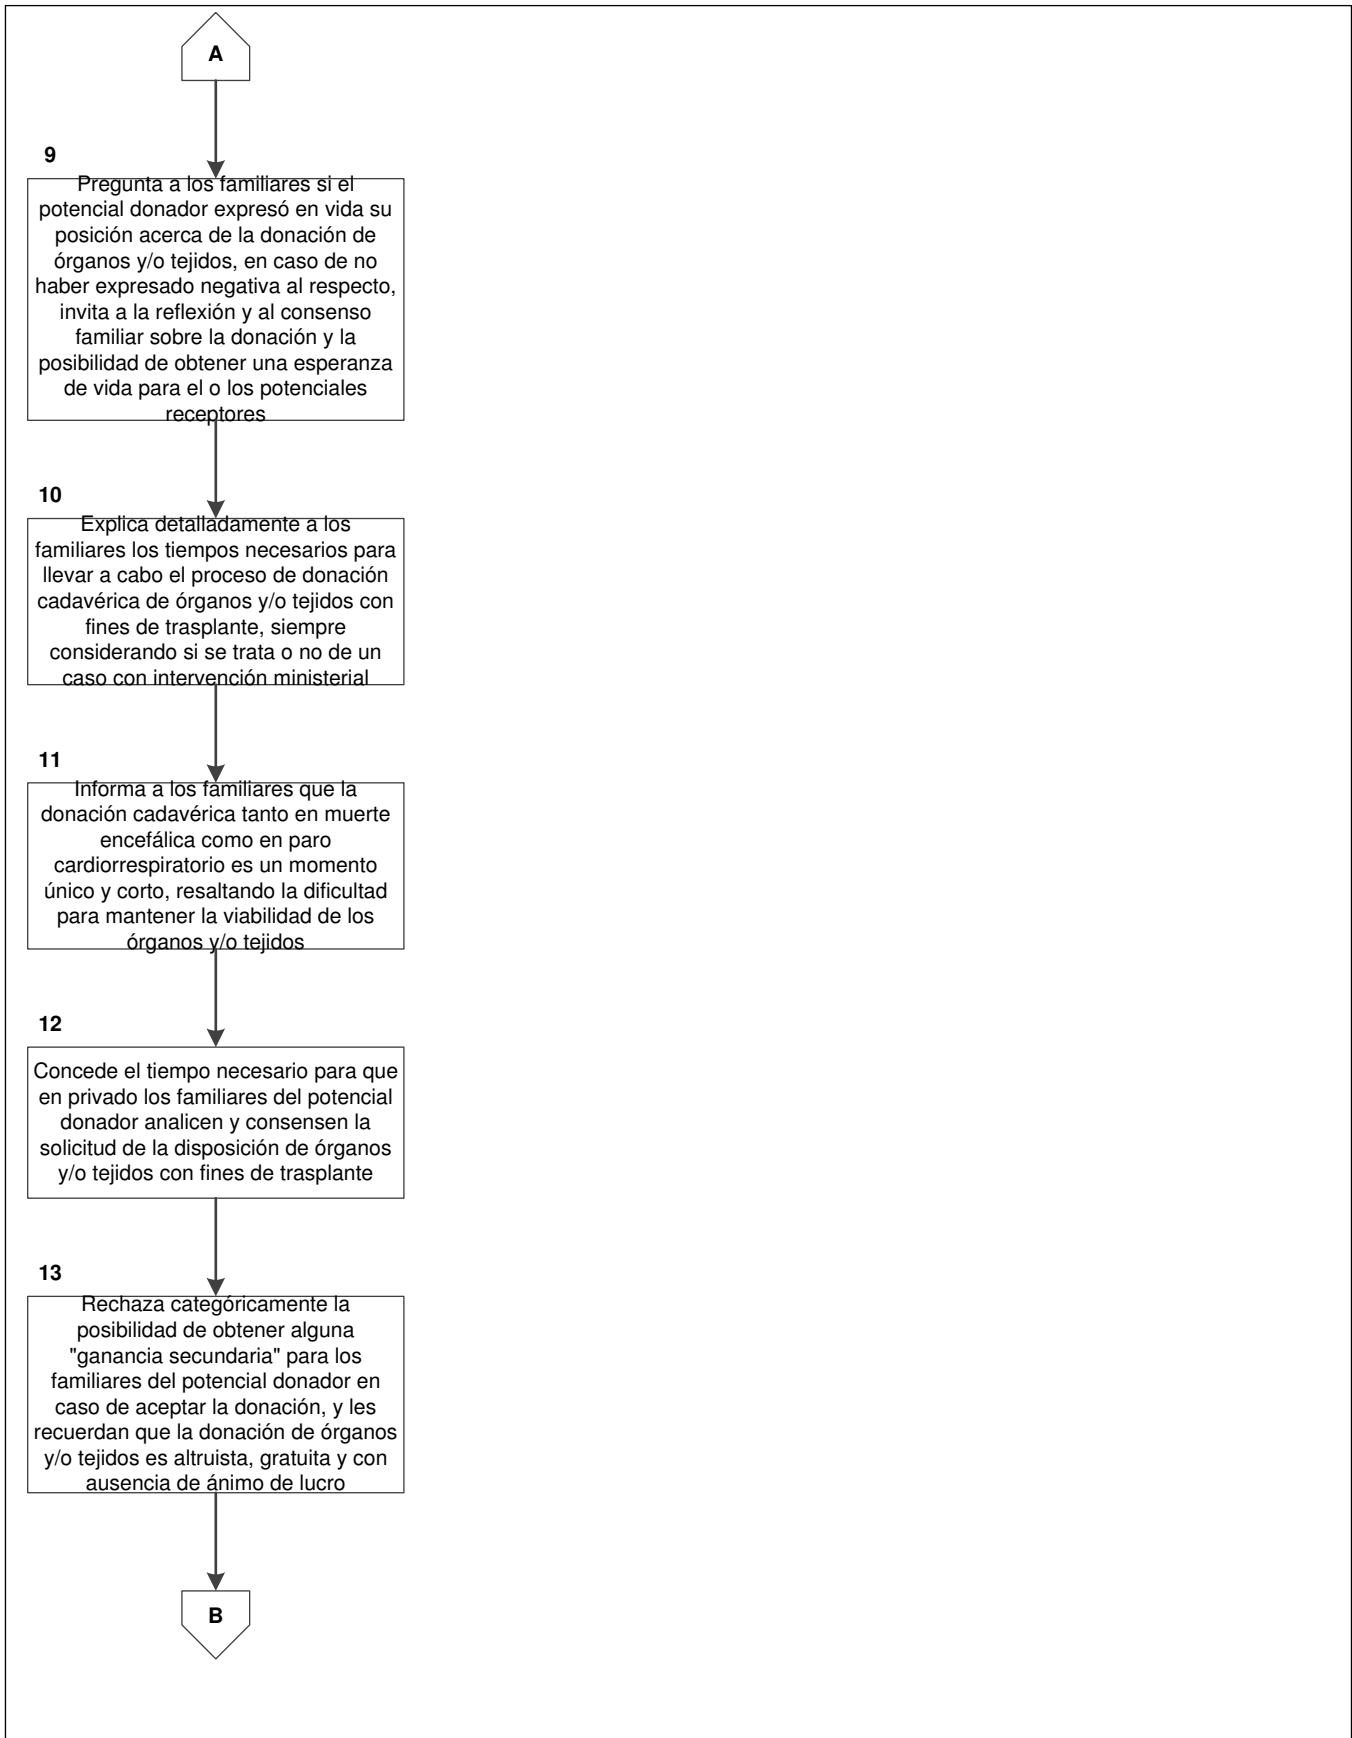 A
9
Pregunta a los familiares si el
potencial donador expresó en vida su
posición acerca de la donación de
órganos y/o tejidos, en caso de no
haber expresado negativa al respecto,
invita a la reflexión y al consenso
familiar sobre la donación y la
posibilidad de obtener una esperanza
de vida para el o los potenciales
receptores
10
Explica detalladamente a los
familiares los tiempos necesarios para
llevar a cabo el proceso de donación
cadavérica de órganos y/o tejidos con
fines de trasplante, siempre
considerando si se trata o no de un
caso con intervención ministerial
11
Informa a los familiares que la
donación cadavérica tanto en muerte
encefálica como en paro
cardiorrespiratorio es un momento
único y corto, resaltando la dificultad
para mantener la viabilidad de los
órganos y/o tejidos
12
Concede el tiempo necesario para que
en privado los familiares del potencial
donador analicen y consensen la
solicitud de la disposición de órganos
y/o tejidos con fines de trasplante
13
Rechaza categóricamente la
posibilidad de obtener alguna
"ganancia secundaria" para los
familiares del potencial donador en
caso de aceptar la donación, y les
recuerdan que la donación de órganos
y/o tejidos es altruista, gratuita y con
ausencia de ánimo de lucro
B